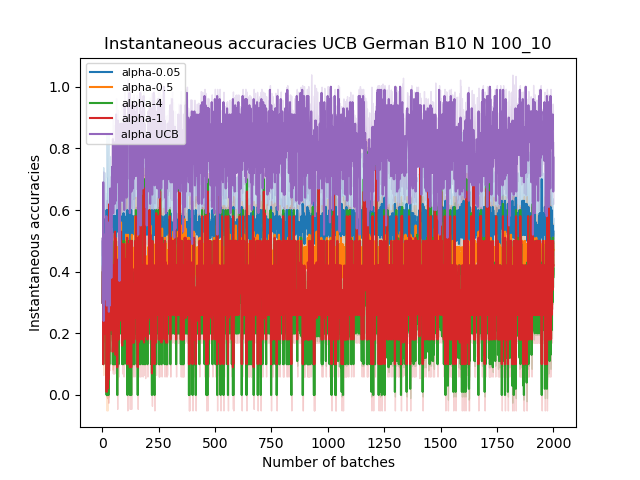 Instantaneous accuracies UCB German B10 N 100_10
alpha-0.05
alpha-0.5
alpha-4
alpha-1
alpha UCB
1.0
0.8
0.6
0.4
0.2
0.0
Instantaneous accuracies
0 250 500 750 1000 1250 1500 1750 2000
Number of batches